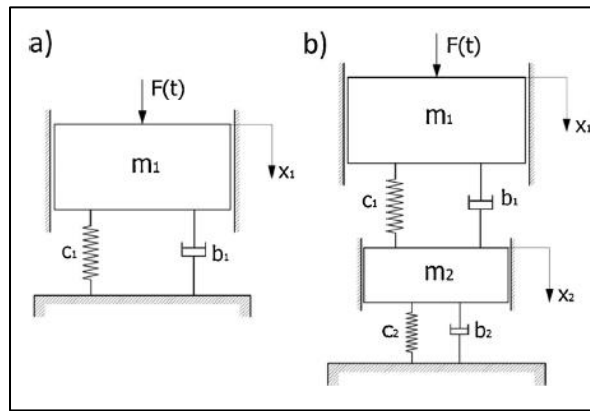 a)
F(t)
m₁
x₁
c₁
b₁
b)
F(t)
m₁
x₁
c₁
b₁
m₂
x₂
c₂
b₂